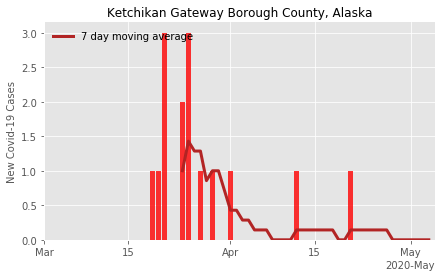 Ketchikan Gateway Borough County, Alaska
7 day moving average
New Covid-19 Cases
3.0
2.5
2.0
1.5
1.0
0.5
0.0
Mar 15 Apr 15 May
2020-May